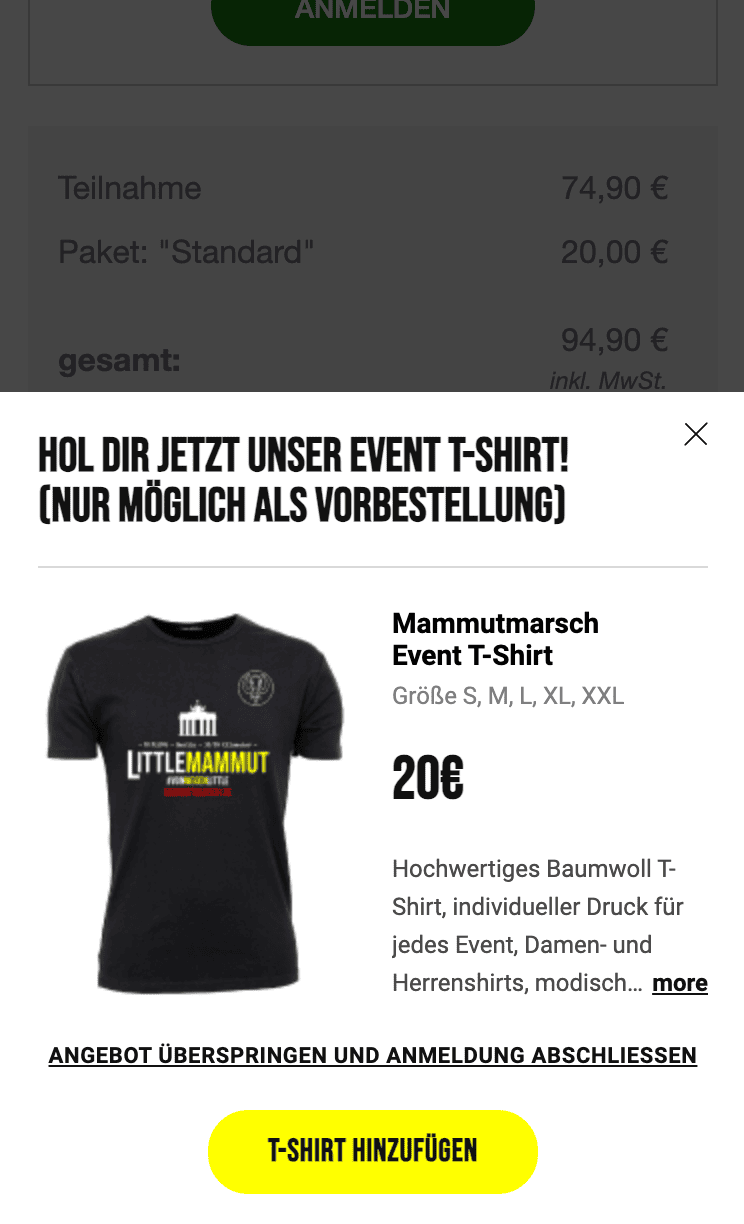 ANMELDEN
Teilnahme 74,90 €
Paket: "Standard" 20,00 €
gesamt: 94,90 €
inkl. MwSt.
HOL DIR JETZT UNSER EVENT T-SHIRT!
(NUR MÖGLICH ALS VORBESTELLUNG)
Mammutmarsch
Event T-Shirt
Größe S, M, L, XL, XXL
LITTLEMAMMUT
20€
Hochwertiges Baumwoll T-
Shirt, individueller Druck für
jedes Event, Damen- und
Herrenshirts, modisch... more
ANGEBOT ÜBERSPRINGEN UND ANMELDUNG ABSCHLIESSEN
T-SHIRT HINZUFÜGEN